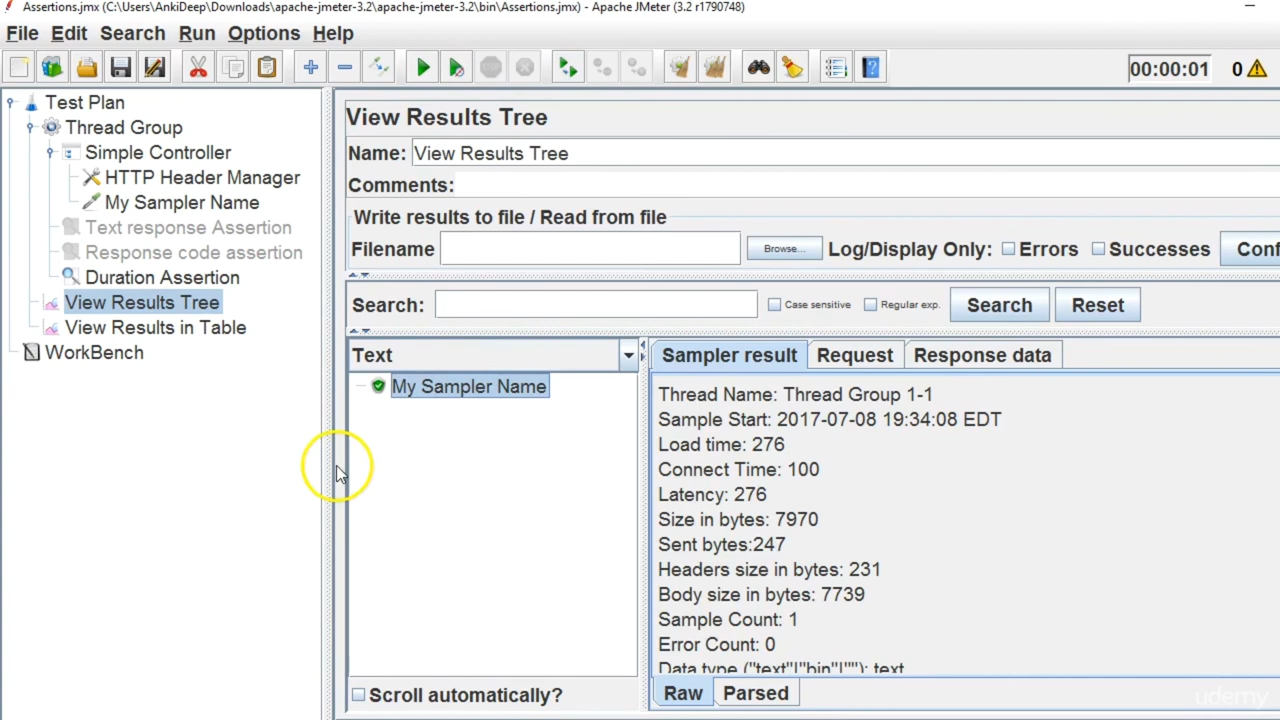 Assertions.jmx (C:\Users\AnkiDeep\Downloads\apache-jmeter-3.2\apache-jmeter-3.2\bin\Assertions.jmx) - Apache JMeter (3.2 r1790748)
File Edit Search Run Options Help
00:00:01 0
Test Plan
Thread Group
Simple Controller
HTTP Header Manager
My Sampler Name
Text response Assertion
Response code assertion
Duration Assertion
View Results Tree
View Results in Table
WorkBench
View Results Tree
Name: View Results Tree
Comments:
Write results to file / Read from file
Filename Browse... Log/Display Only: Errors Successes Conf
Search: Case sensitive Regular exp. Search Reset
Text
My Sampler Name
Scroll automatically?
Sampler result Request Response data
Thread Name: Thread Group 1-1
Sample Start: 2017-07-08 19:34:08 EDT
Load time: 276
Connect Time: 100
Latency: 276
Size in bytes: 7970
Sent bytes:247
Headers size in bytes: 231
Body size in bytes: 7739
Sample Count: 1
Error Count: 0
Data type ("text"|"bin"|""): text
Raw Parsed
udemy